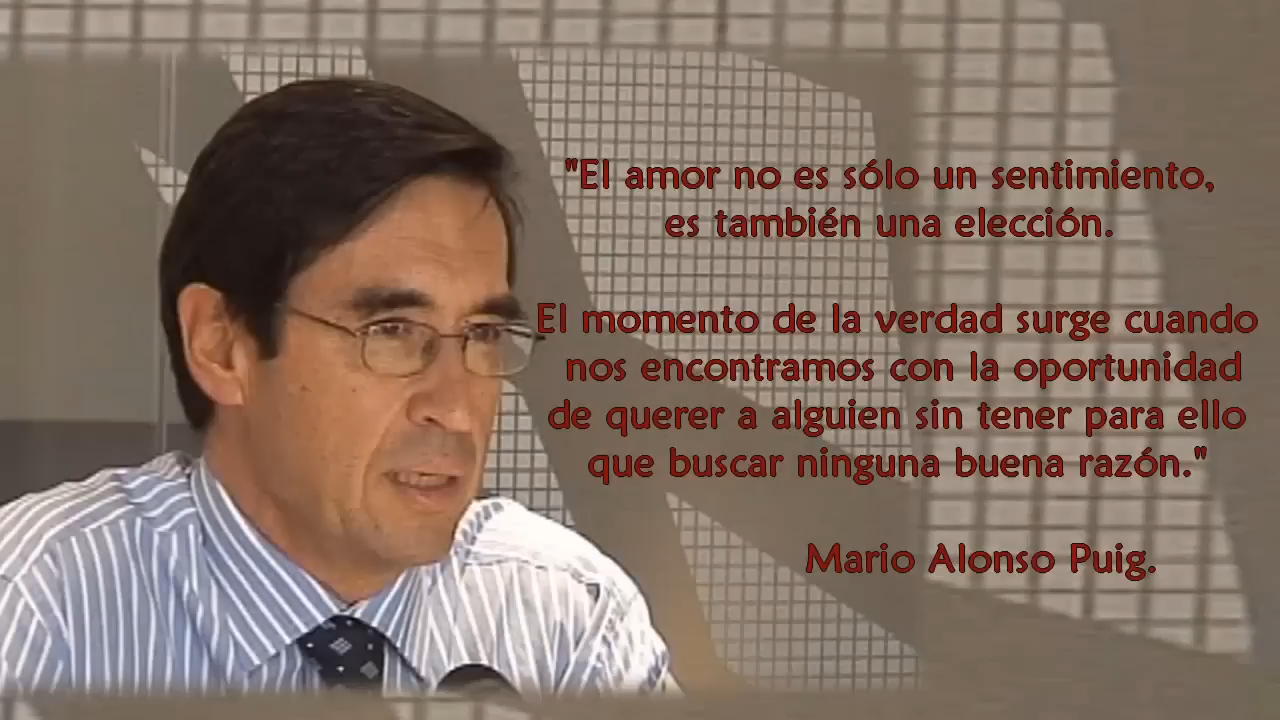 "El amor no es sólo un sentimiento,
es también una elección.
El momento de la verdad surge cuando
nos encontramos con la oportunidad
de querer a alguien sin tener para ello
que buscar ninguna buena razón."
Mario Alonso Puig.